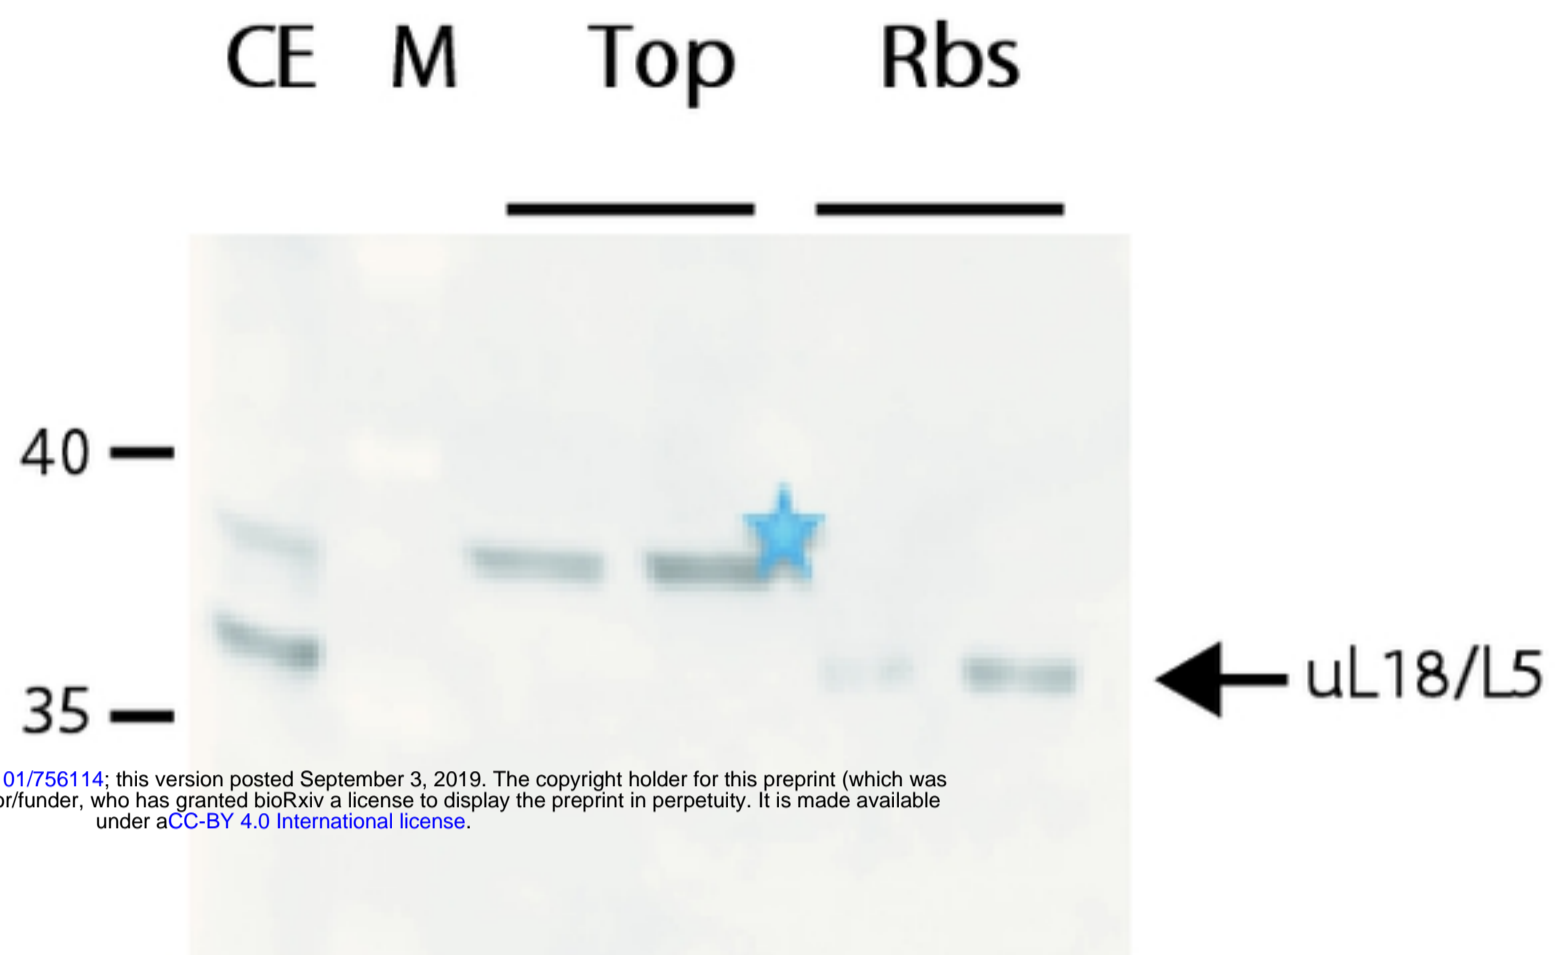 CE M Top Rbs
40
uL18/L5
35
01/756114; this version posted September 3, 2019. The copyright holder for this preprint (which was
or/funder, who has granted bioRxiv a license to display the preprint in perpetuity. It is made available
under aCC-BY 4.0 International license.